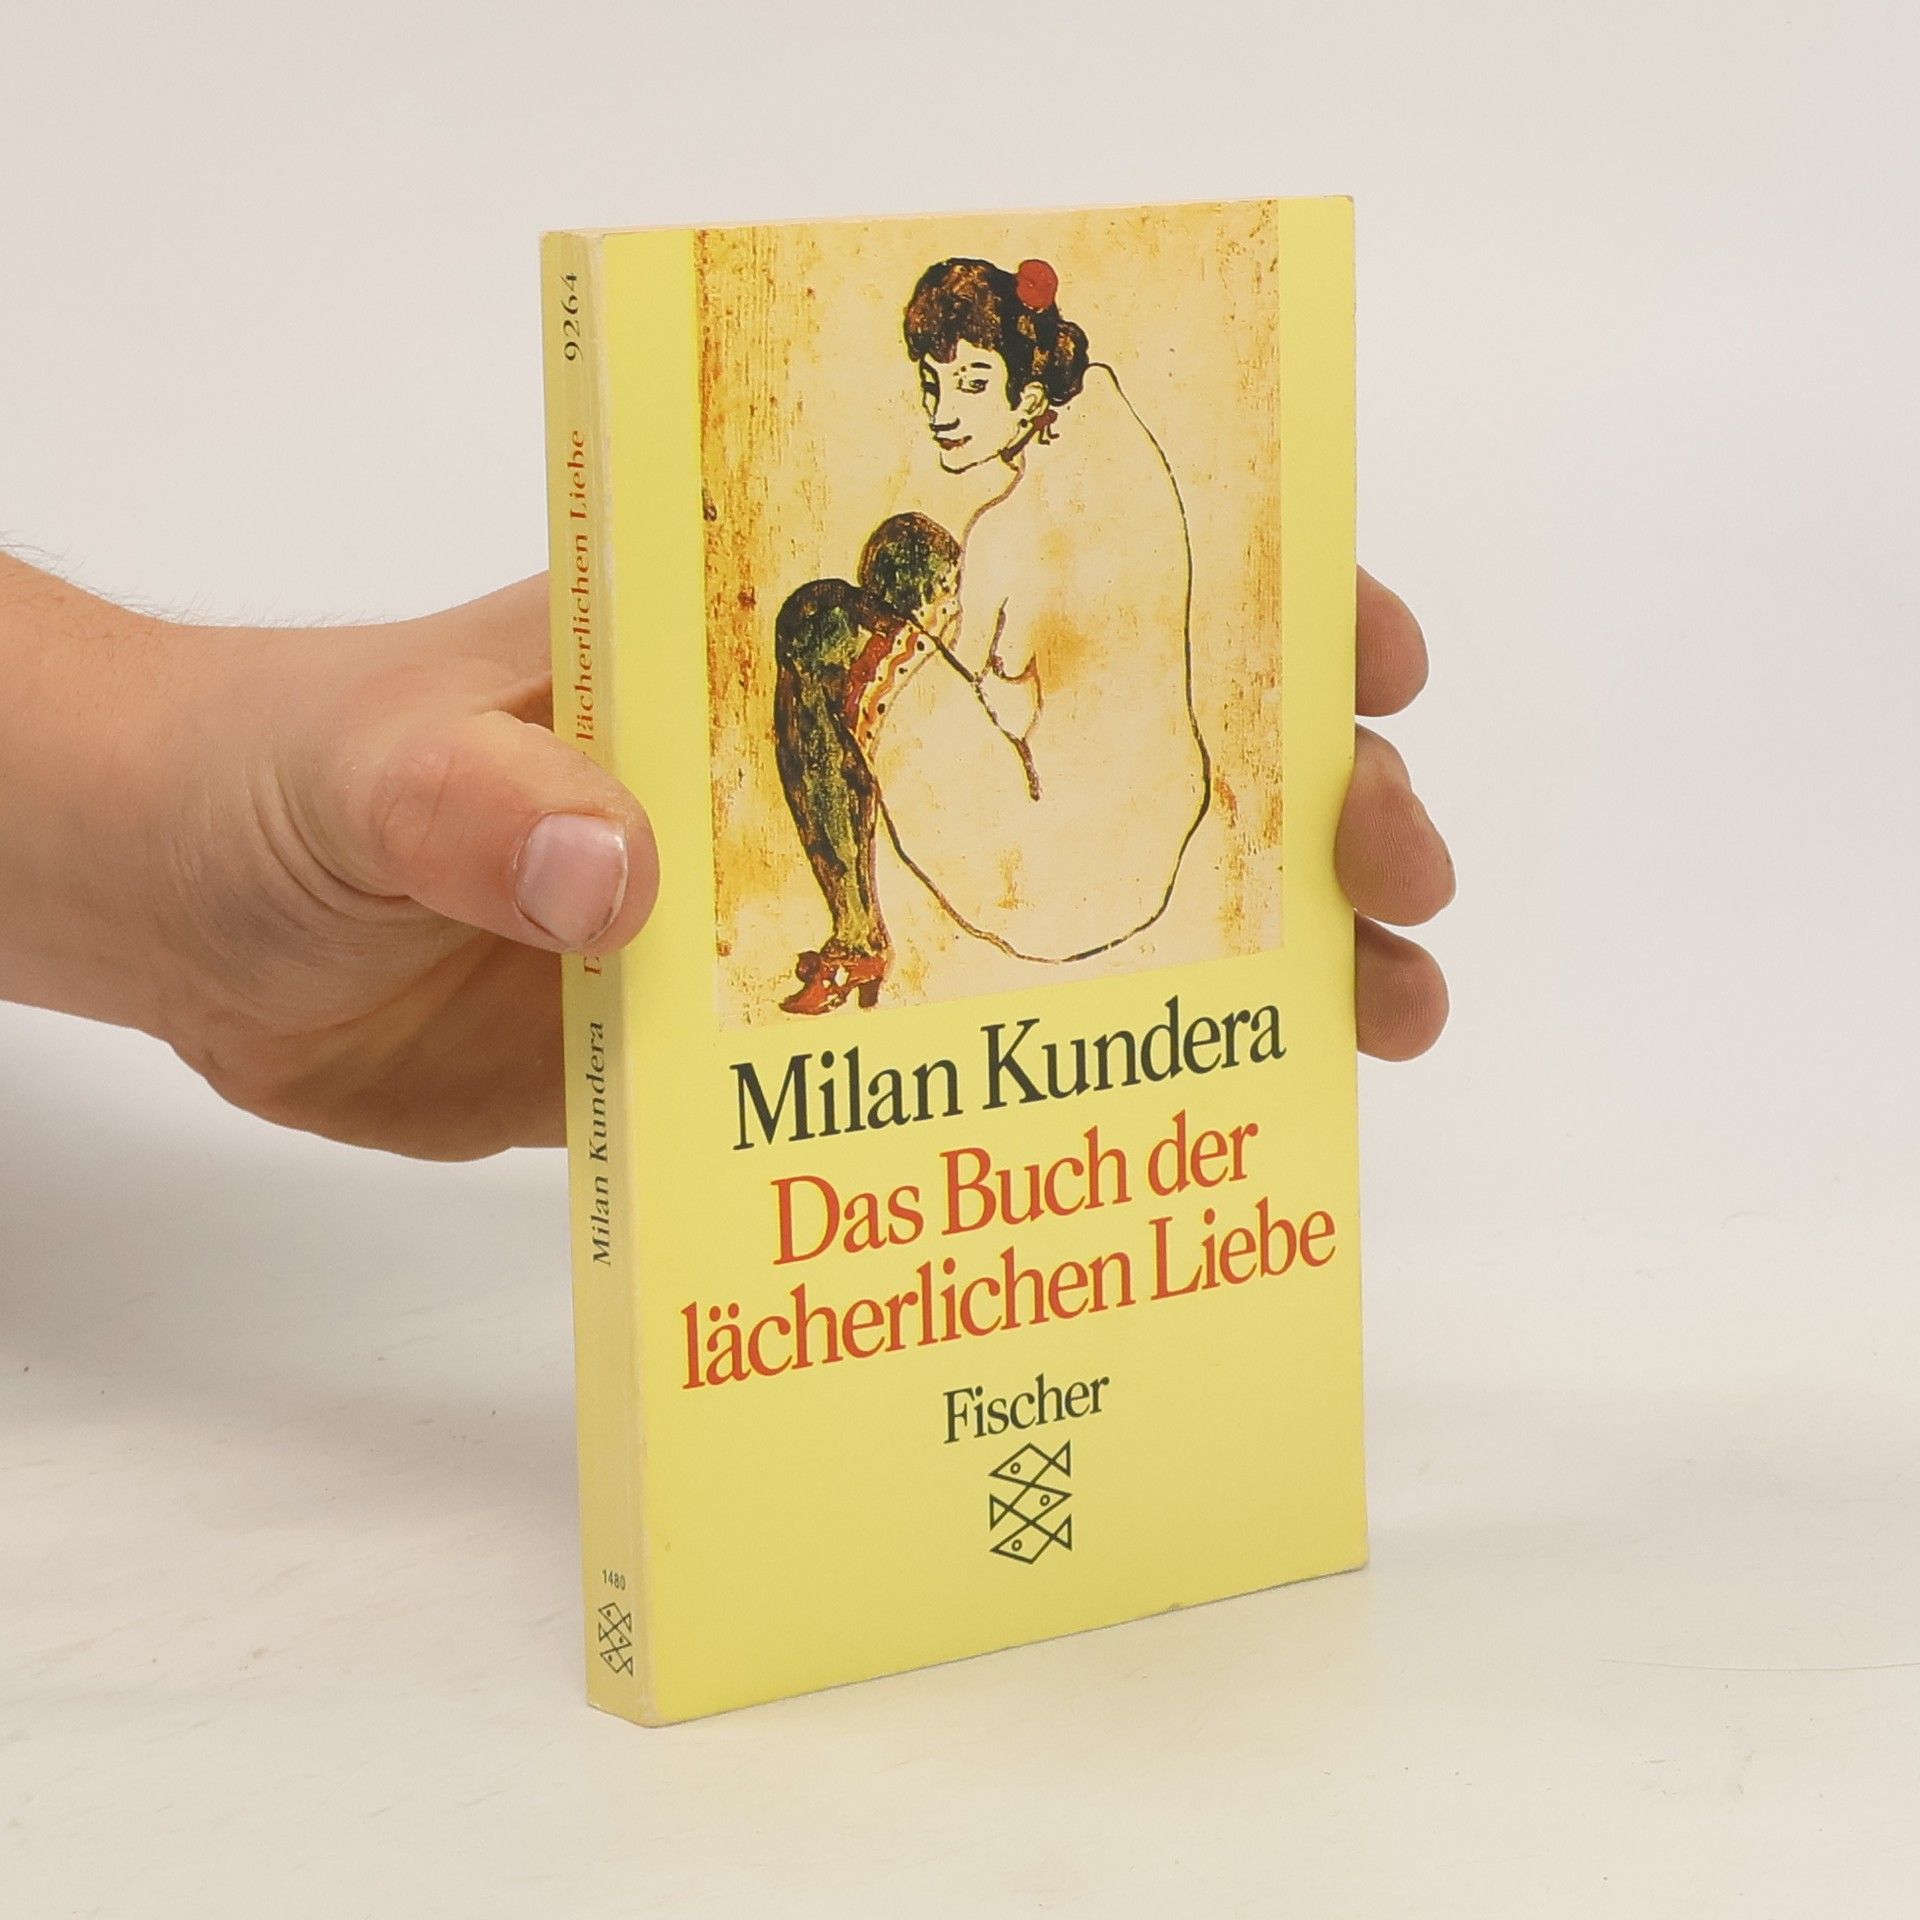 Milan Kundera
Das Buch der
lächerlichen Liebe
Fischer
Milan Kundera
lächerlichen Liebe
9264
1480